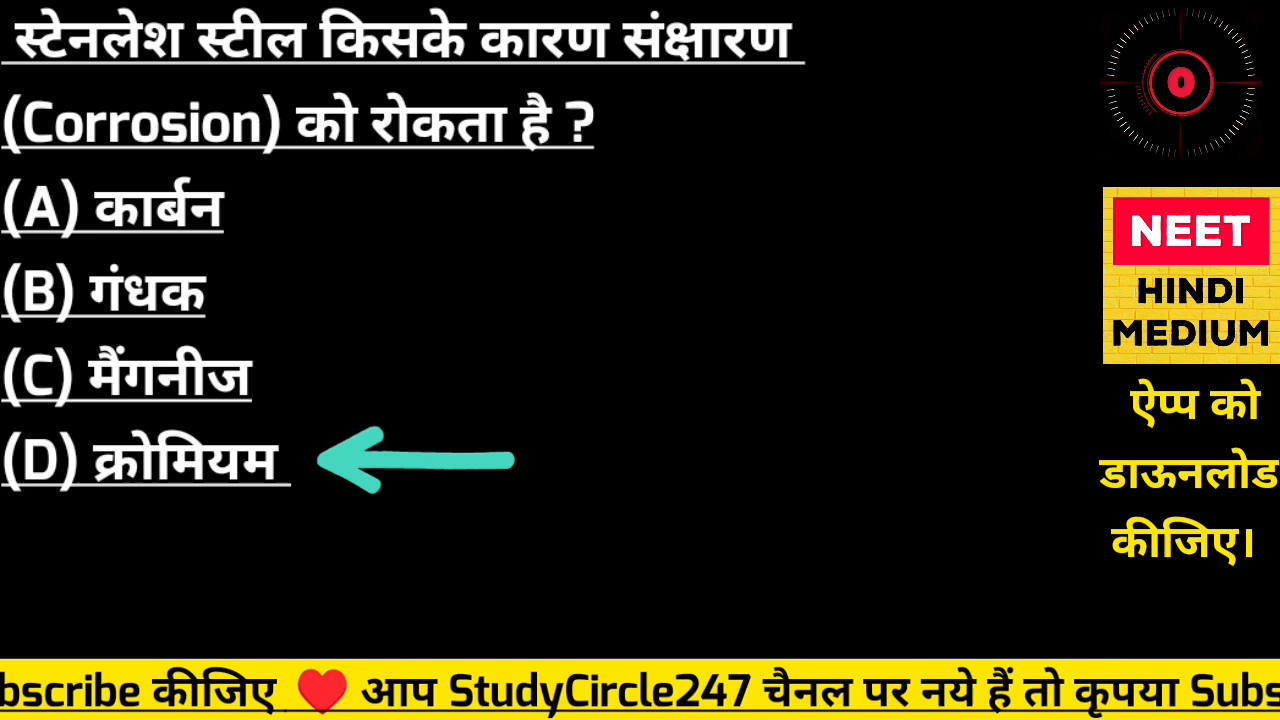 स्टेनलेश स्टील किसके कारण संक्षारण
(Corrosion) को रोकता है ?
(A) कार्बन
(B) गंधक
(C) मैंगनीज
(D) क्रोमियम
0
NEET
HINDI
MEDIUM
ऐप्प को
डाऊनलोड
कीजिए।
bscribe कीजिए ❤️ आप StudyCircle247 चैनल पर नये हैं तो कृपया Subs